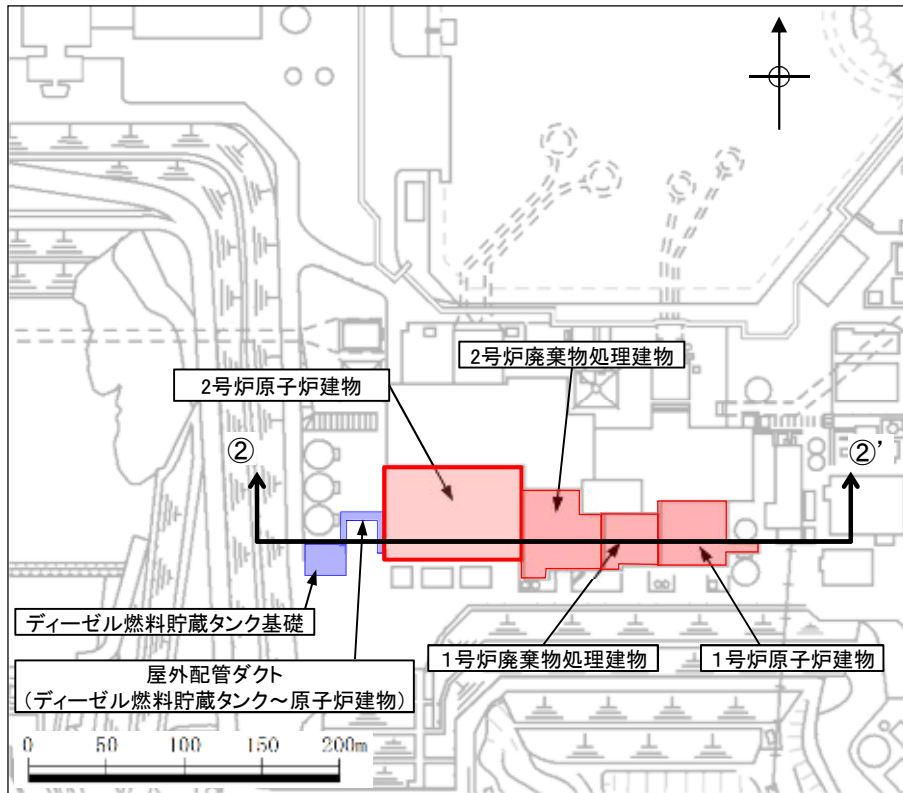 2号炉廃棄物処理建物
2号炉原子炉建物
②
②'
ディーゼル燃料貯蔵タンク基礎
屋外配管ダクト
(ディーゼル燃料貯蔵タンク～原子炉建物)
1号炉廃棄物処理建物
1号炉原子炉建物
0 50 100 150 200m